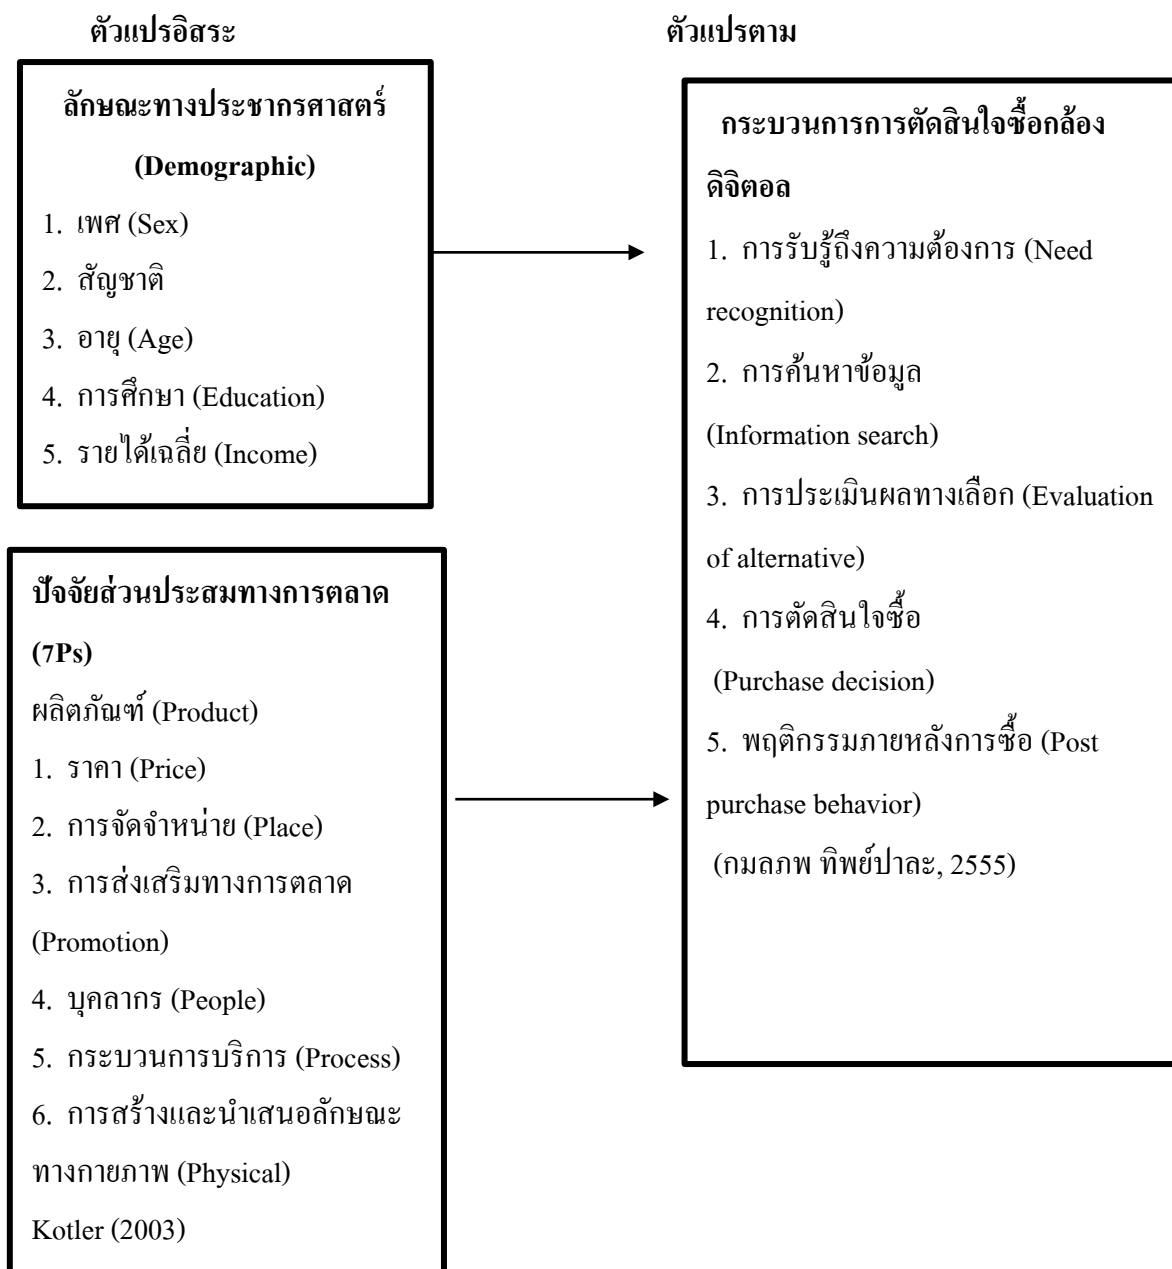 ตัวแปรอิสระ
ตัวแปรตาม
ลักษณะทางประชากรศาสตร์
(Demographic)
1. เพศ (Sex)
2. สัญชาติ
3. อายุ (Age)
4. การศึกษา (Education)
5. รายได้เฉลี่ย (Income)
ปัจจัยส่วนประสมทางการตลาด
(7Ps)
ผลิตภัณฑ์ (Product)
1. ราคา (Price)
2. การจัดจำหน่าย (Place)
3. การส่งเสริมทางการตลาด
(Promotion)
4. บุคลากร (People)
5. กระบวนการบริการ (Process)
6. การสร้างและนำเสนอลักษณะ
ทางกายภาพ (Physical)
Kotler (2003)
กระบวนการการตัดสินใจซื้อกล้อง
ดิจิตอล
1. การรับรู้ถึงความต้องการ (Need
recognition)
2. การค้นหาข้อมูล
(Information search)
3. การประเมินผลทางเลือก (Evaluation
of alternative)
4. การตัดสินใจซื้อ
(Purchase decision)
5. พฤติกรรมภายหลังการซื้อ (Post
purchase behavior)
(กมลภพ ทิพย์ปาละ, 2555)